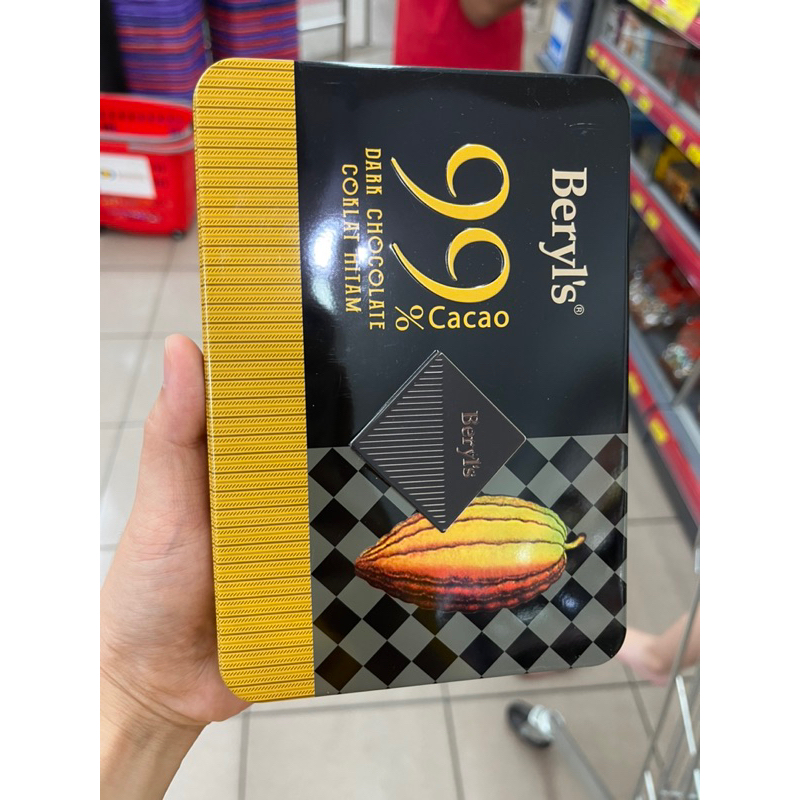 Beryl's®
99% Cacao
DARK CHOCOLATE
COKLAT HITAM
Beryl's